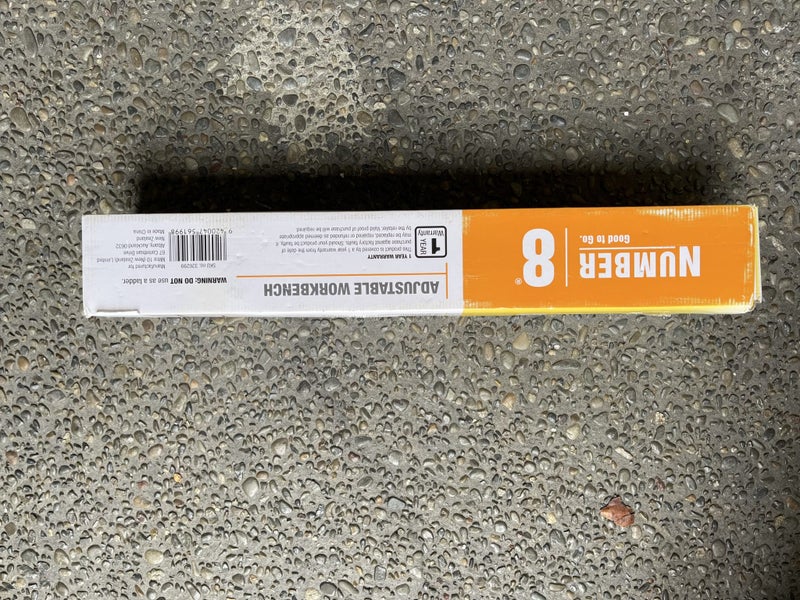 NUMBER
Good to Go.
8®
ADJUSTABLE WORKBENCH
1 YEAR WARRANTY
This product is covered by a 1 year warranty from the date of
purchase against factory faults. Should your product be faulty, it
may be replaced, repaired or refunded as deemed appropriate
by the retailer. Valid proof of purchase will be required.
1
YEAR
Warranty
WARNING: DO NOT use as a ladder.
Manufactured for
Mitre 10 (New Zealand) Limited
Albany, Auckland 0632
New Zealand
Made in China
SKU no. 326299
9 420047 561998